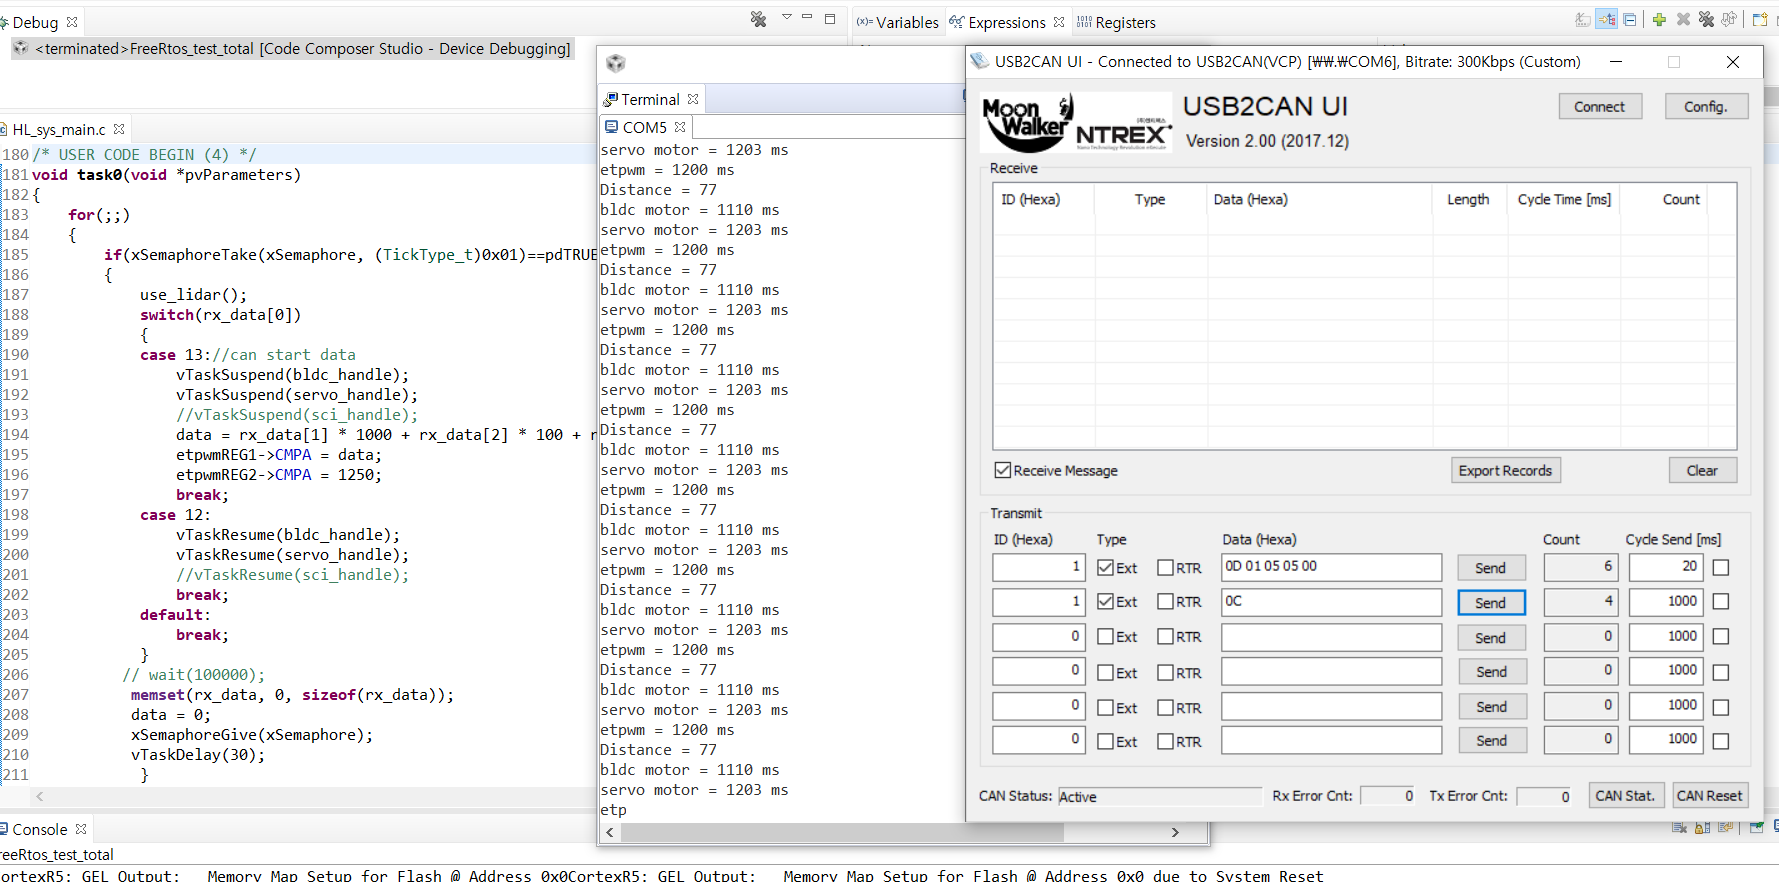 Debug
<terminated>FreeRtos_test_total [Code Composer Studio - Device Debugging]
(x)= Variables
Expressions
1010 0101 Registers
HL_sys_main.c
180 /* USER CODE BEGIN (4) */
181 void task0(void *pvParameters)
182 {
183 for(;;)
184 {
185 if(xSemaphoreTake(xSemaphore, (TickType_t)0x01)==pdTRUE
186 {
187 use_lidar();
188 switch(rx_data[0])
189 {
190 case 13://can start data
191 vTaskSuspend(bldc_handle);
192 vTaskSuspend(servo_handle);
193 //vTaskSuspend(sci_handle);
194 data = rx_data[1] * 1000 + rx_data[2] * 100 + r
195 etpwmREG1->CMPA = data;
196 etpwmREG2->CMPA = 1250;
197 break;
198 case 12:
199 vTaskResume(bldc_handle);
200 vTaskResume(servo_handle);
201 //vTaskResume(sci_handle);
202 break;
203 default:
204 break;
205 }
206 // wait(100000);
207 memset(rx_data, 0, sizeof(rx_data));
208 data = 0;
209 xSemaphoreGive(xSemaphore);
210 vTaskDelay(30);
211 }
Terminal
COM5
servo motor = 1203 ms
etpwm = 1200 ms
Distance = 77
bldc motor = 1110 ms
servo motor = 1203 ms
etpwm = 1200 ms
Distance = 77
bldc motor = 1110 ms
servo motor = 1203 ms
etpwm = 1200 ms
Distance = 77
bldc motor = 1110 ms
servo motor = 1203 ms
etpwm = 1200 ms
Distance = 77
bldc motor = 1110 ms
servo motor = 1203 ms
etpwm = 1200 ms
Distance = 77
bldc motor = 1110 ms
servo motor = 1203 ms
etpwm = 1200 ms
Distance = 77
bldc motor = 1110 ms
servo motor = 1203 ms
etpwm = 1200 ms
Distance = 77
bldc motor = 1110 ms
servo motor = 1203 ms
etpwm = 1200 ms
Distance = 77
bldc motor = 1110 ms
servo motor = 1203 ms
etp
USB2CAN UI - Connected to USB2CAN(VCP) [₩₩.₩COM6], Bitrate: 300Kbps (Custom)
Moon Walker
NTREX
USB2CAN UI
Version 2.00 (2017.12)
Connect
Config.
Receive
ID (Hexa) Type Data (Hexa) Length Cycle Time [ms] Count
Receive Message
Export Records
Clear
Transmit
ID (Hexa) Type Data (Hexa) Count Cycle Send [ms]
1 Ext RTR 0D 01 05 05 00 Send 6 20
1 Ext RTR 0C Send 4 1000
0 Ext RTR Send 0 1000
0 Ext RTR Send 0 1000
0 Ext RTR Send 0 1000
0 Ext RTR Send 0 1000
CAN Status: Active Rx Error Cnt: 0 Tx Error Cnt: 0 CAN Stat. CAN Reset
Console
reeRtos_test_total
ortexR5: GEL Output: Memory Map Setup for Flash @ Address 0x0CortexR5: GEL Output: Memory Map Setup for Flash @ Address 0x0 due to System Reset